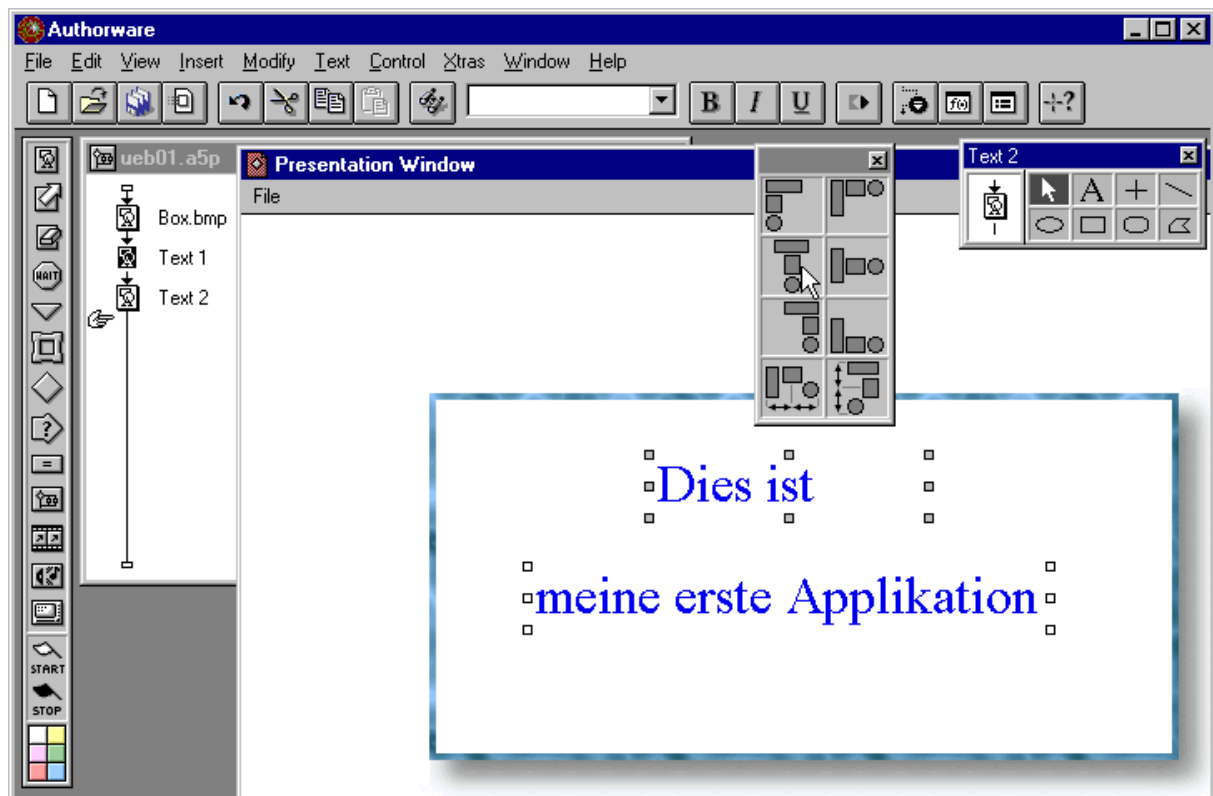 Authorware
File Edit View Insert Modify Text Control Xtras Window Help
B I U
ueb01.a5p
Box.bmp
Text 1
Text 2
WAIT
START
STOP
Presentation Window
File
Text 2
A
Dies ist
meine erste Applikation